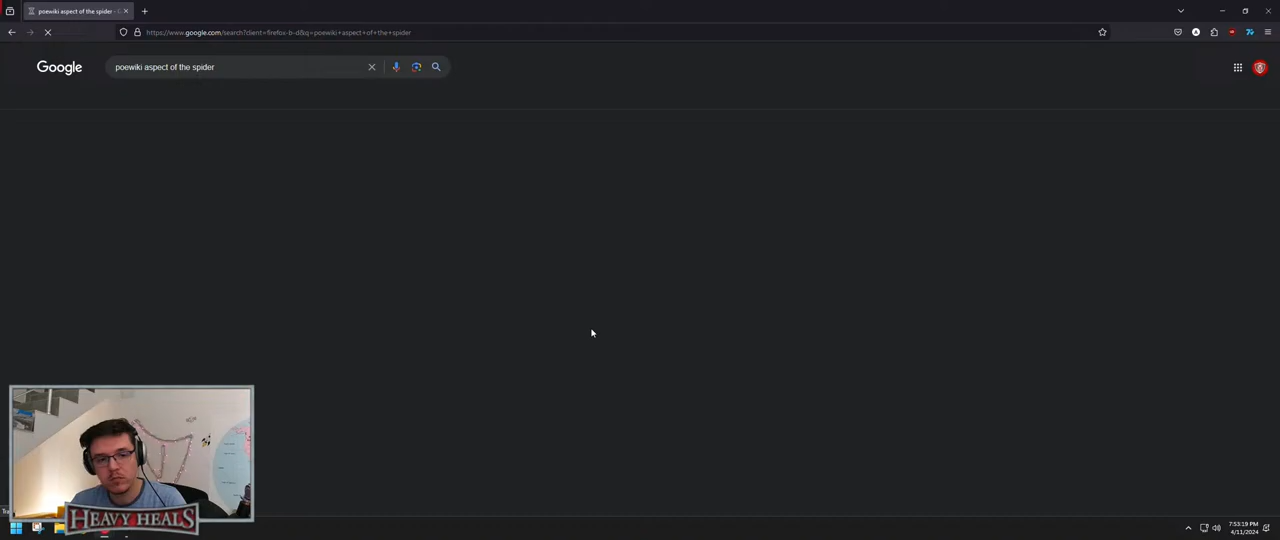 poewiki aspect of the spider - G
https://www.google.com/search?client=firefox-b-d&q=poewiki+aspect+of+the+spider
Google
poewiki aspect of the spider
HEAVY HEALS
7:53:19 PM
4/11/2024